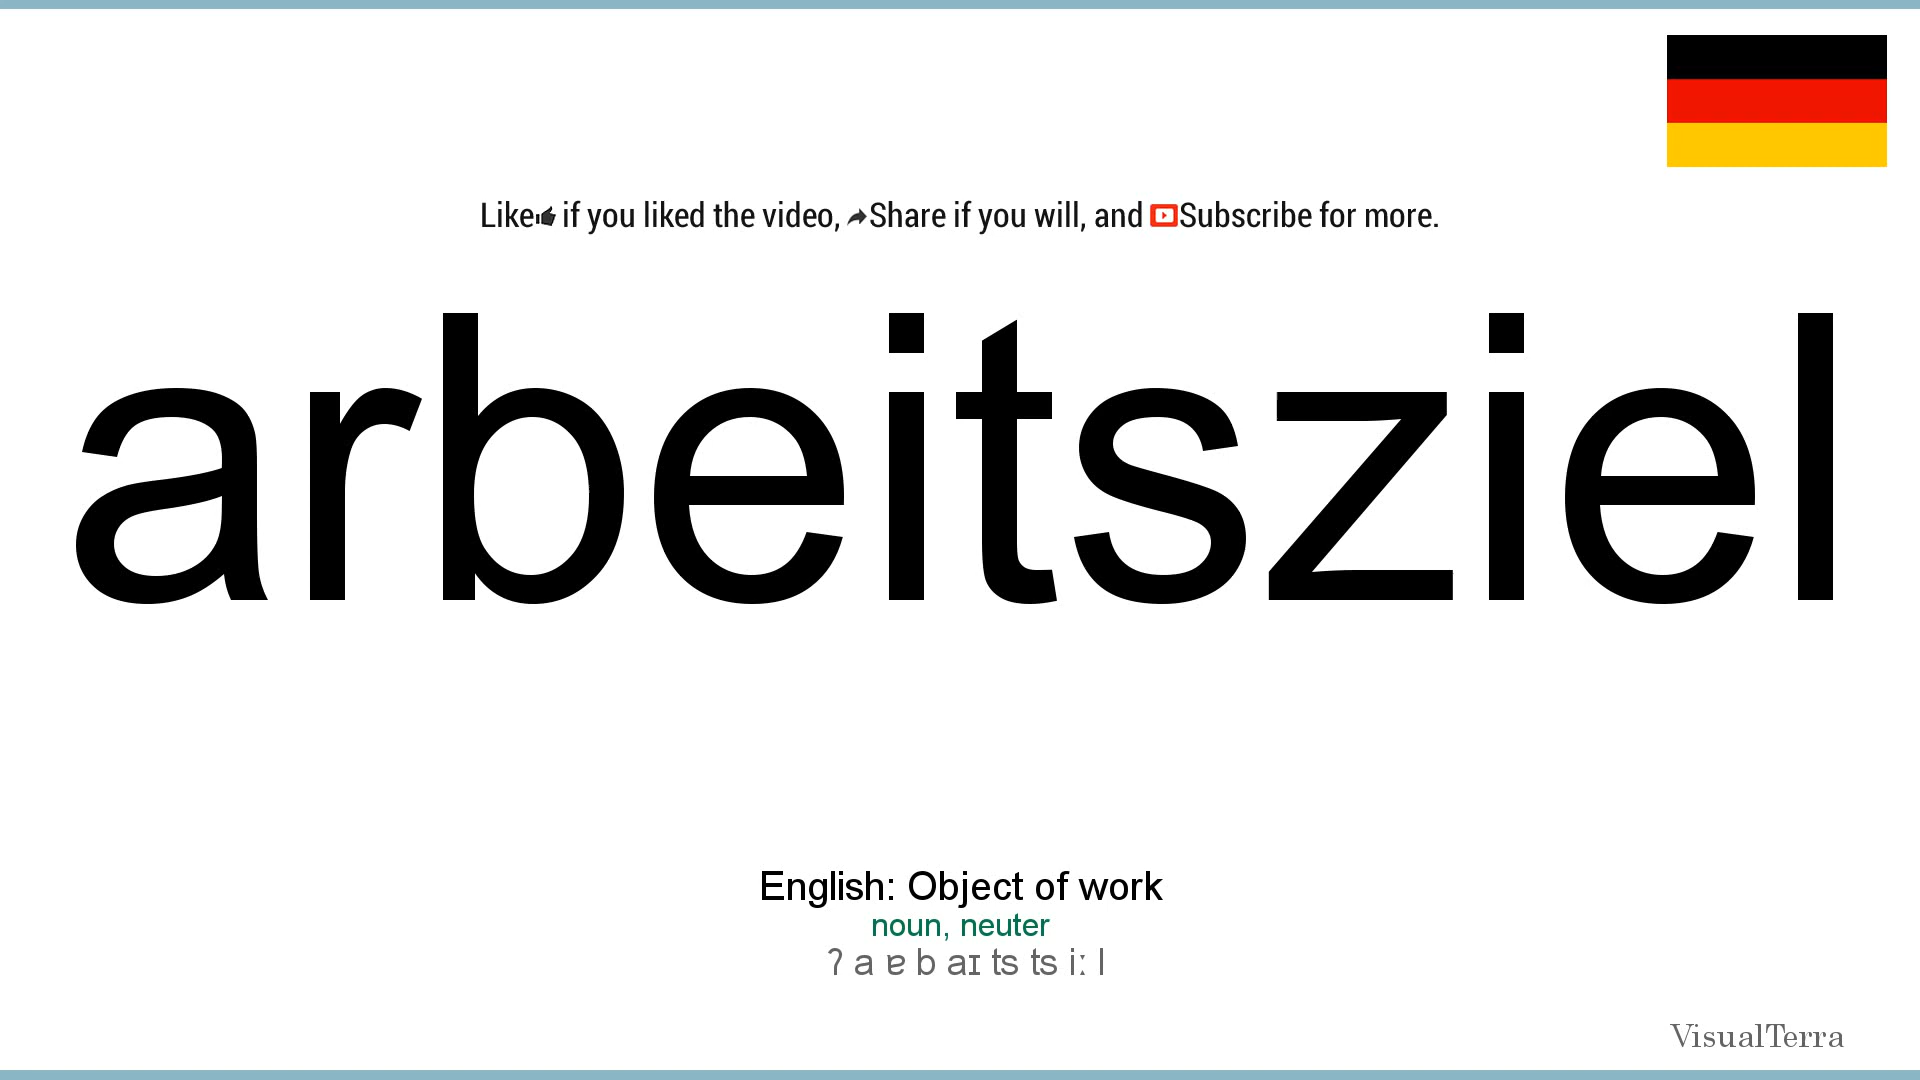 Like if you liked the video, Share if you will, and Subscribe for more.
arbeitsziel
English: Object of work
noun, neuter
ʔ a ɐ b aɪ ts ts iː l
VisualTerra